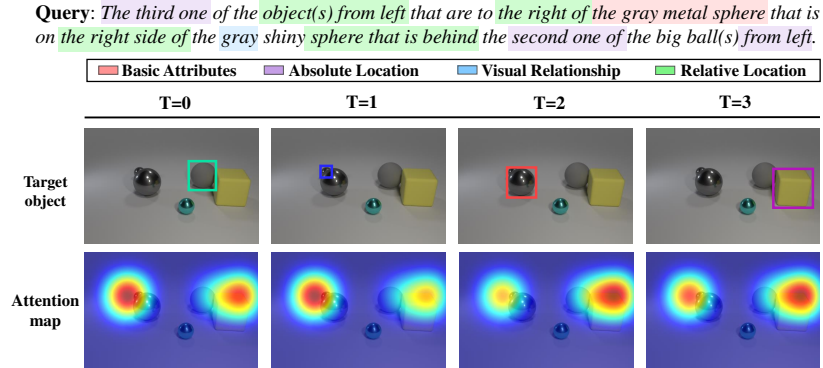 Query: The third one of the object(s) from left that are to the right of the gray metal sphere that is
on the right side of the gray shiny sphere that is behind the second one of the big ball(s) from left.
Basic Attributes Absolute Location Visual Relationship Relative Location
T=0 T=1 T=2 T=3
Target
object
Attention
map